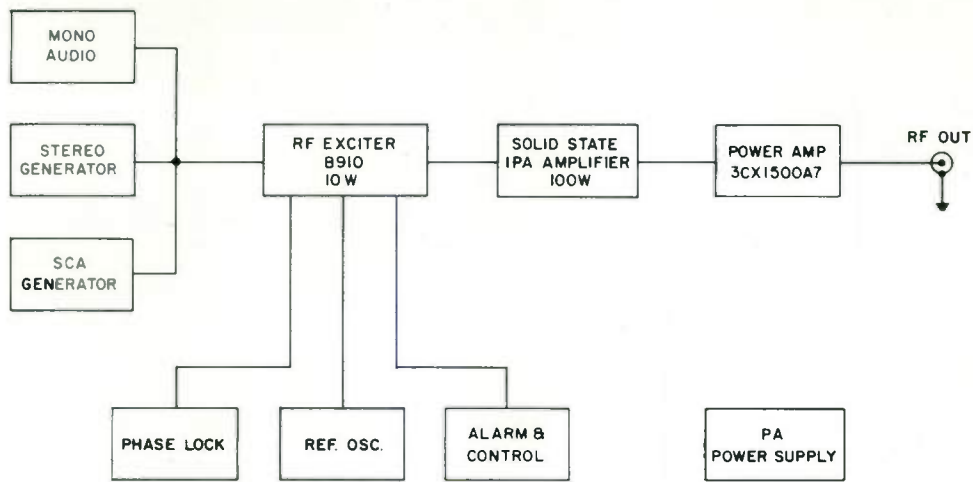 MONO
AUDIO
STEREO
GENERATOR
SCA
GENERATOR
RF EXCITER
8910
10W
SOLID STATE
IPA AMPLIFIER
100W
POWER AMP
3CX1500A7
RF OUT
PHASE LOCK
REF. OSC.
ALARM &
CONTROL
PA
POWER SUPPLY